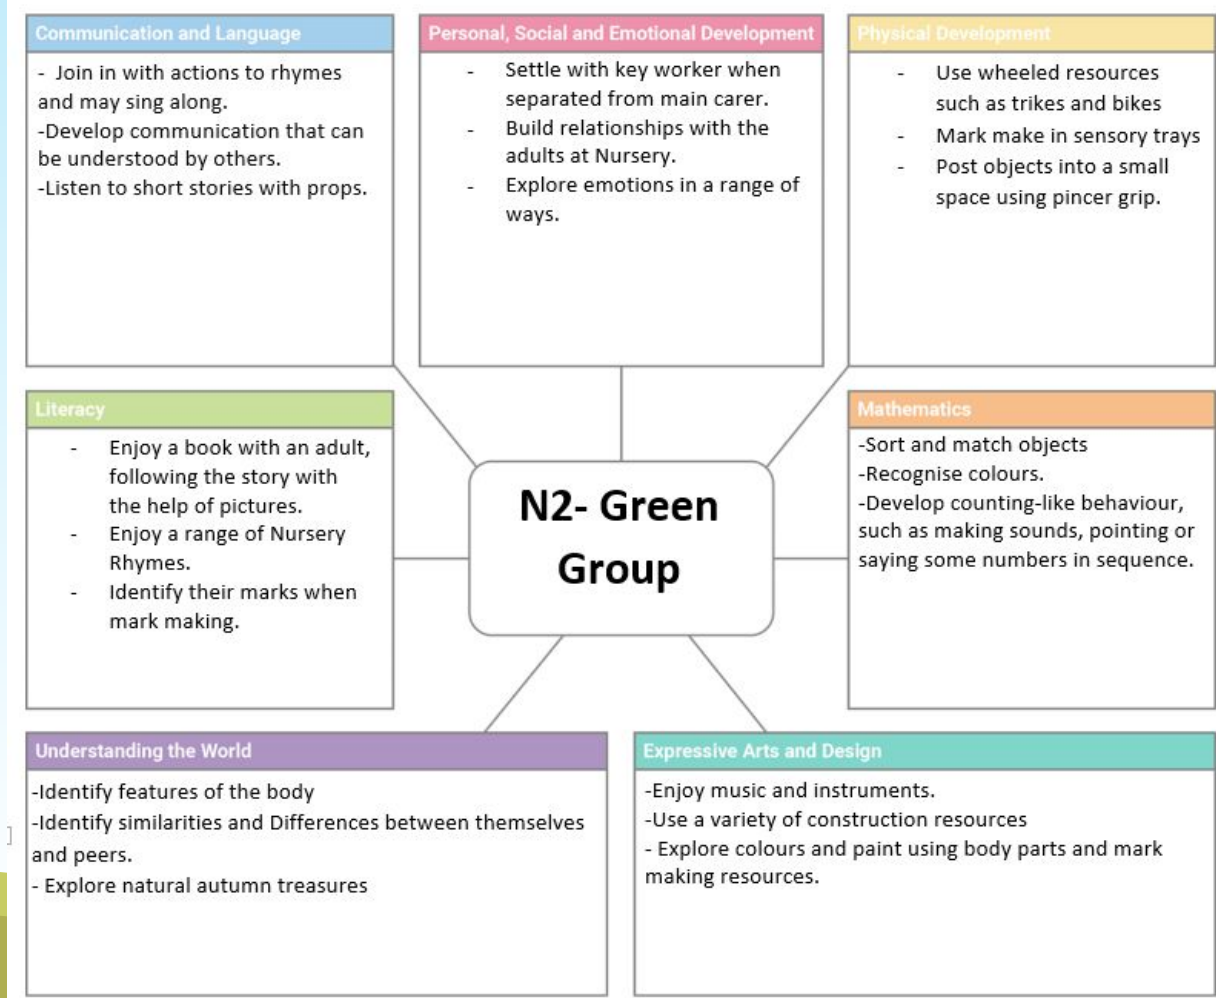 Communication and Language
- Join in with actions to rhymes
and may sing along.
-Develop communication that can
be understood by others.
-Listen to short stories with props.
Personal, Social and Emotional Development
- Settle with key worker when
separated from main carer.
- Build relationships with the
adults at Nursery.
- Explore emotions in a range of
ways.
Physical Development
- Use wheeled resources
such as trikes and bikes
- Mark make in sensory trays
- Post objects into a small
space using pincer grip.
Literacy
- Enjoy a book with an adult,
following the story with
the help of pictures.
- Enjoy a range of Nursery
Rhymes.
- Identify their marks when
mark making.
N2- Green
Group
Mathematics
-Sort and match objects
-Recognise colours.
-Develop counting-like behaviour,
such as making sounds, pointing or
saying some numbers in sequence.
Understanding the World
-Identify features of the body
-Identify similarities and Differences between themselves
and peers.
- Explore natural autumn treasures
Expressive Arts and Design
-Enjoy music and instruments.
-Use a variety of construction resources
- Explore colours and paint using body parts and mark
making resources.